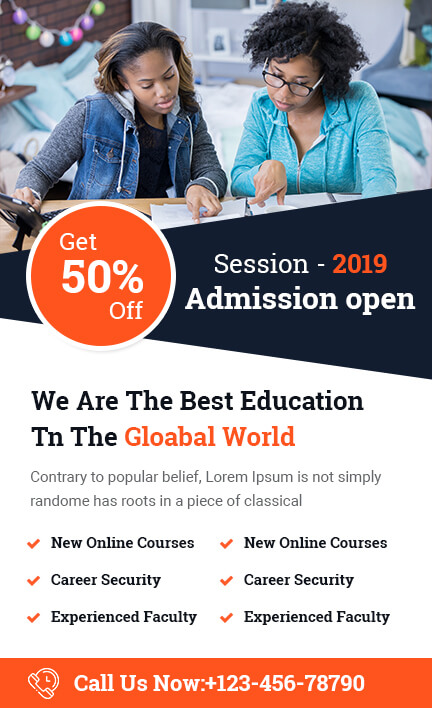 Get
50%
Off
Session - 2019
Admission open
We Are The Best Education
Tn The Gloabal World
Contrary to popular belief, Lorem Ipsum is not simply
randome has roots in a piece of classical
New Online Courses
New Online Courses
Career Security
Career Security
Experienced Faculty
Experienced Faculty
Call Us Now:+123-456-78790